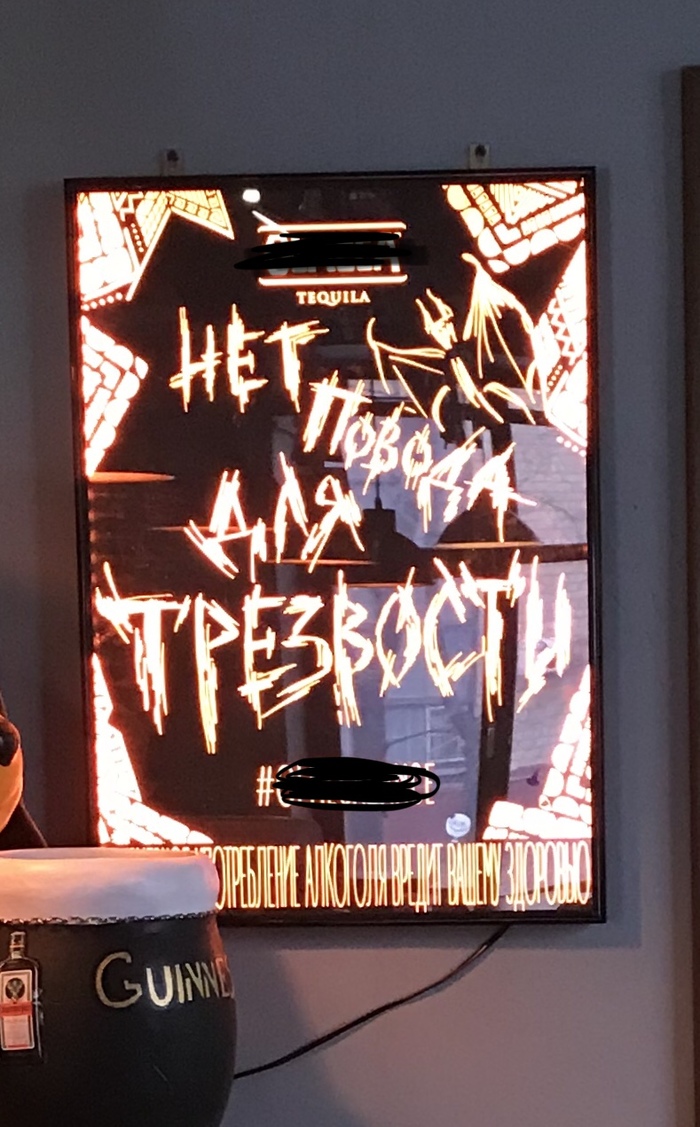 TEQUILA
НЕТ
ПОВОДА
ДЛЯ
ТРЕЗВОСТИ
#
ПОТРЕБЛЕНИЕ АЛКОГОЛЯ ВРЕДИТ ВАШЕМУ ЗДОРОВЬЮ
GUINNE